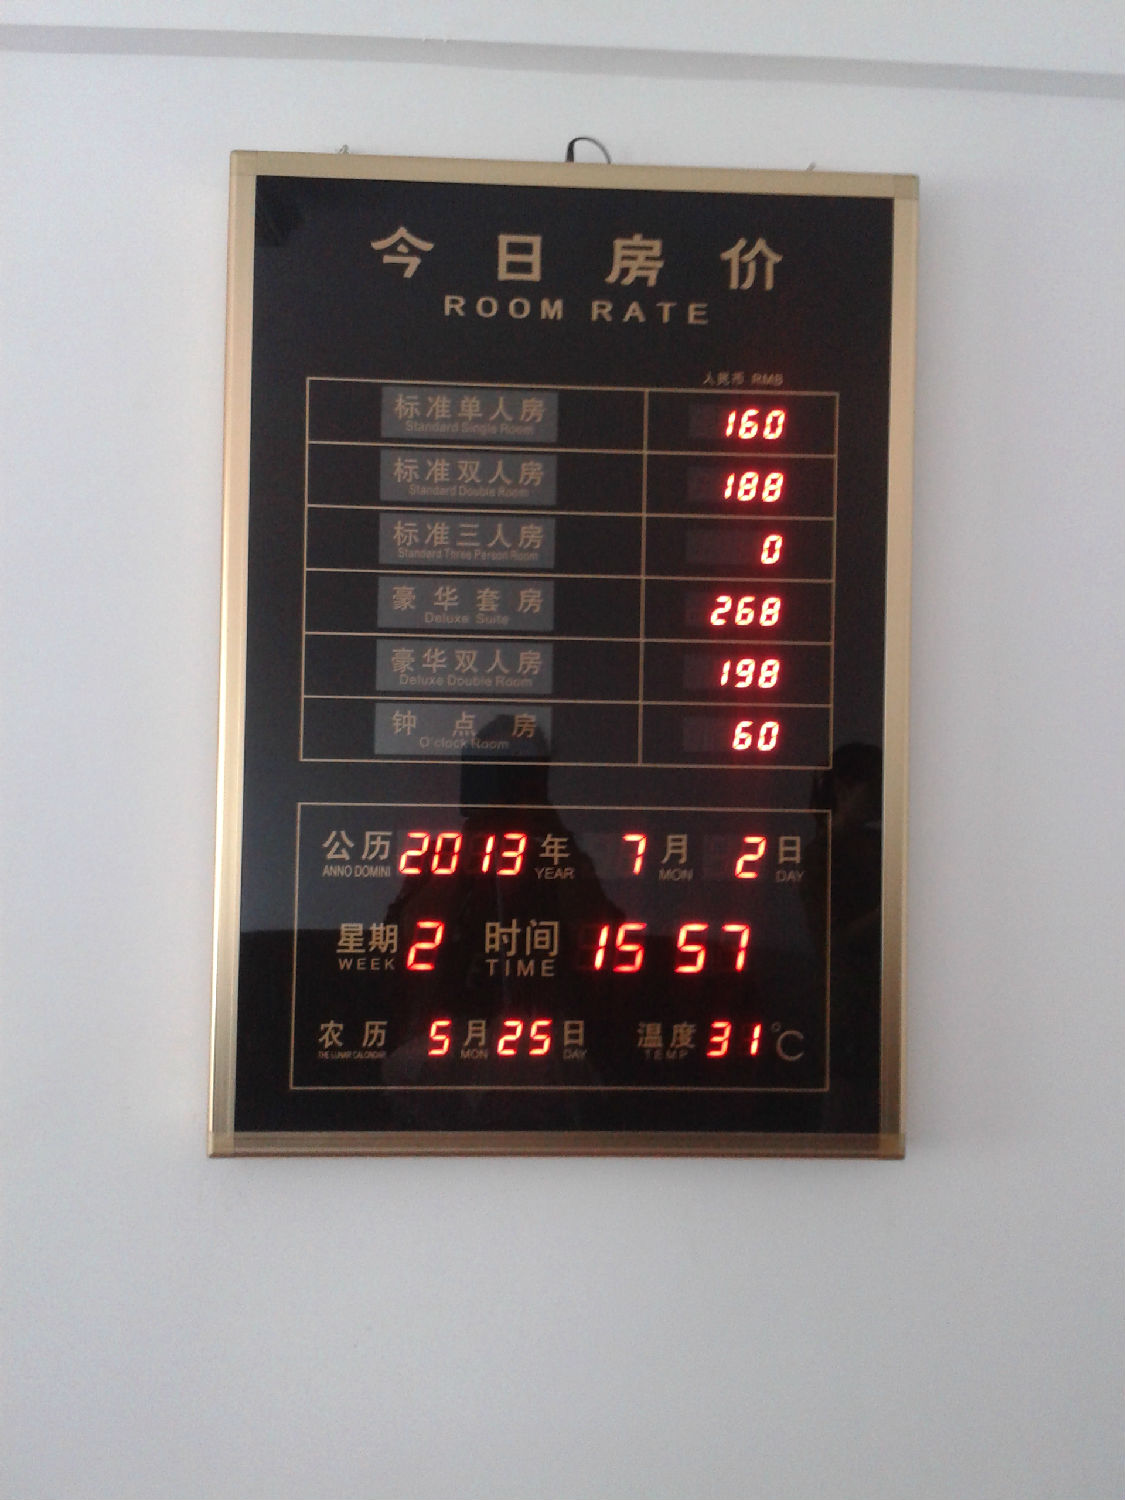 今日房价
ROOM RATE
人民币 RMB
标准单人房 160
Standard Single Room
标准双人房 188
Standard Double Room
标准三人房 0
Standard Three Person Room
豪华套房 268
Deluxe Suite
豪华双人房 198
Deluxe Double Room
钟点房 60
O'clock Room
公历 2013 年 7 月 2 日
ANNO DOMINI YEAR MON DAY
星期 2 时间 15 57
WEEK TIME
农历 5 月 25 日 温度 31 °C
THE LUNAR CALONDAR MON DAY TEMP